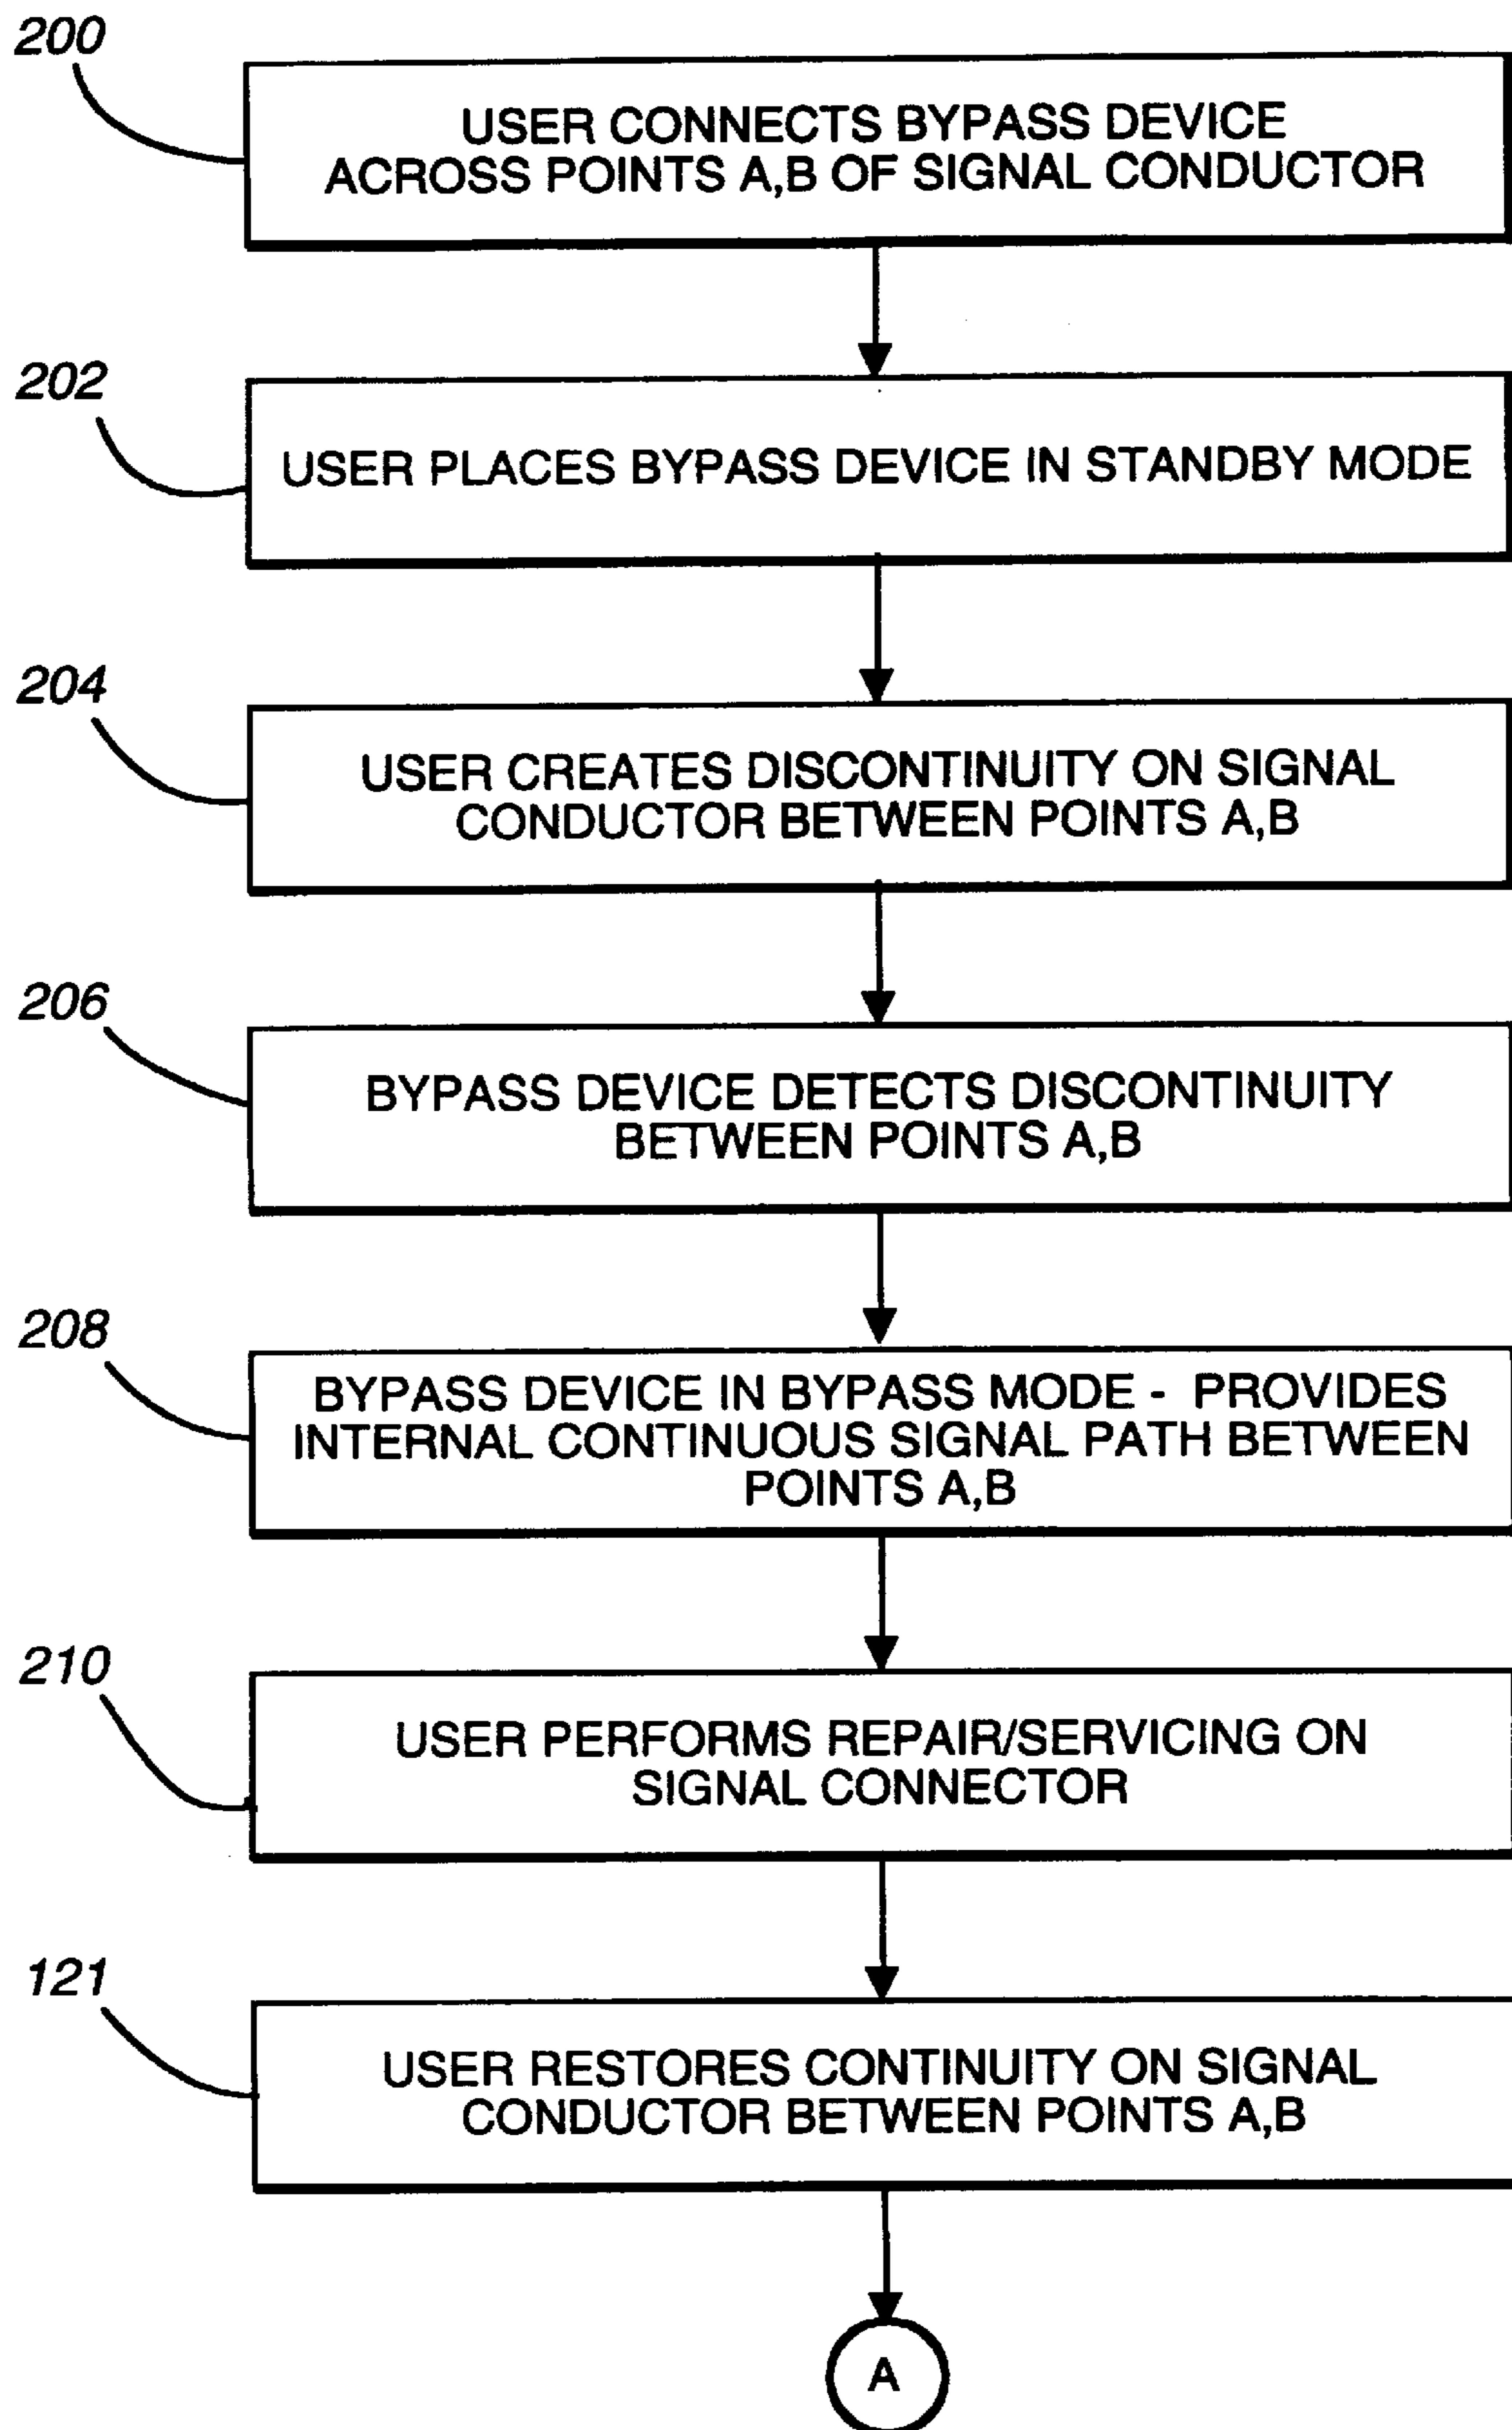 200
USER CONNECTS BYPASS DEVICE
ACROSS POINTS A,B OF SIGNAL CONDUCTOR
202
USER PLACES BYPASS DEVICE IN STANDBY MODE
204
USER CREATES DISCONTINUITY ON SIGNAL
CONDUCTOR BETWEEN POINTS A,B
206
BYPASS DEVICE DETECTS DISCONTINUITY
BETWEEN POINTS A,B
208
BYPASS DEVICE IN BYPASS MODE - PROVIDES
INTERNAL CONTINUOUS SIGNAL PATH BETWEEN
POINTS A,B
210
USER PERFORMS REPAIR/SERVICING ON
SIGNAL CONNECTOR
121
USER RESTORES CONTINUITY ON SIGNAL
CONDUCTOR BETWEEN POINTS A,B
A